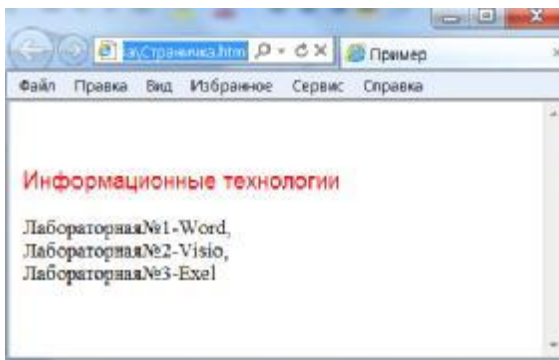 а\Страничка.htm
Пример
Файл Правка Вид Избранное Сервис Справка
Информационные технологии
Лабораторная№1-Word,
Лабораторная№2-Visio,
Лабораторная№3-Exel